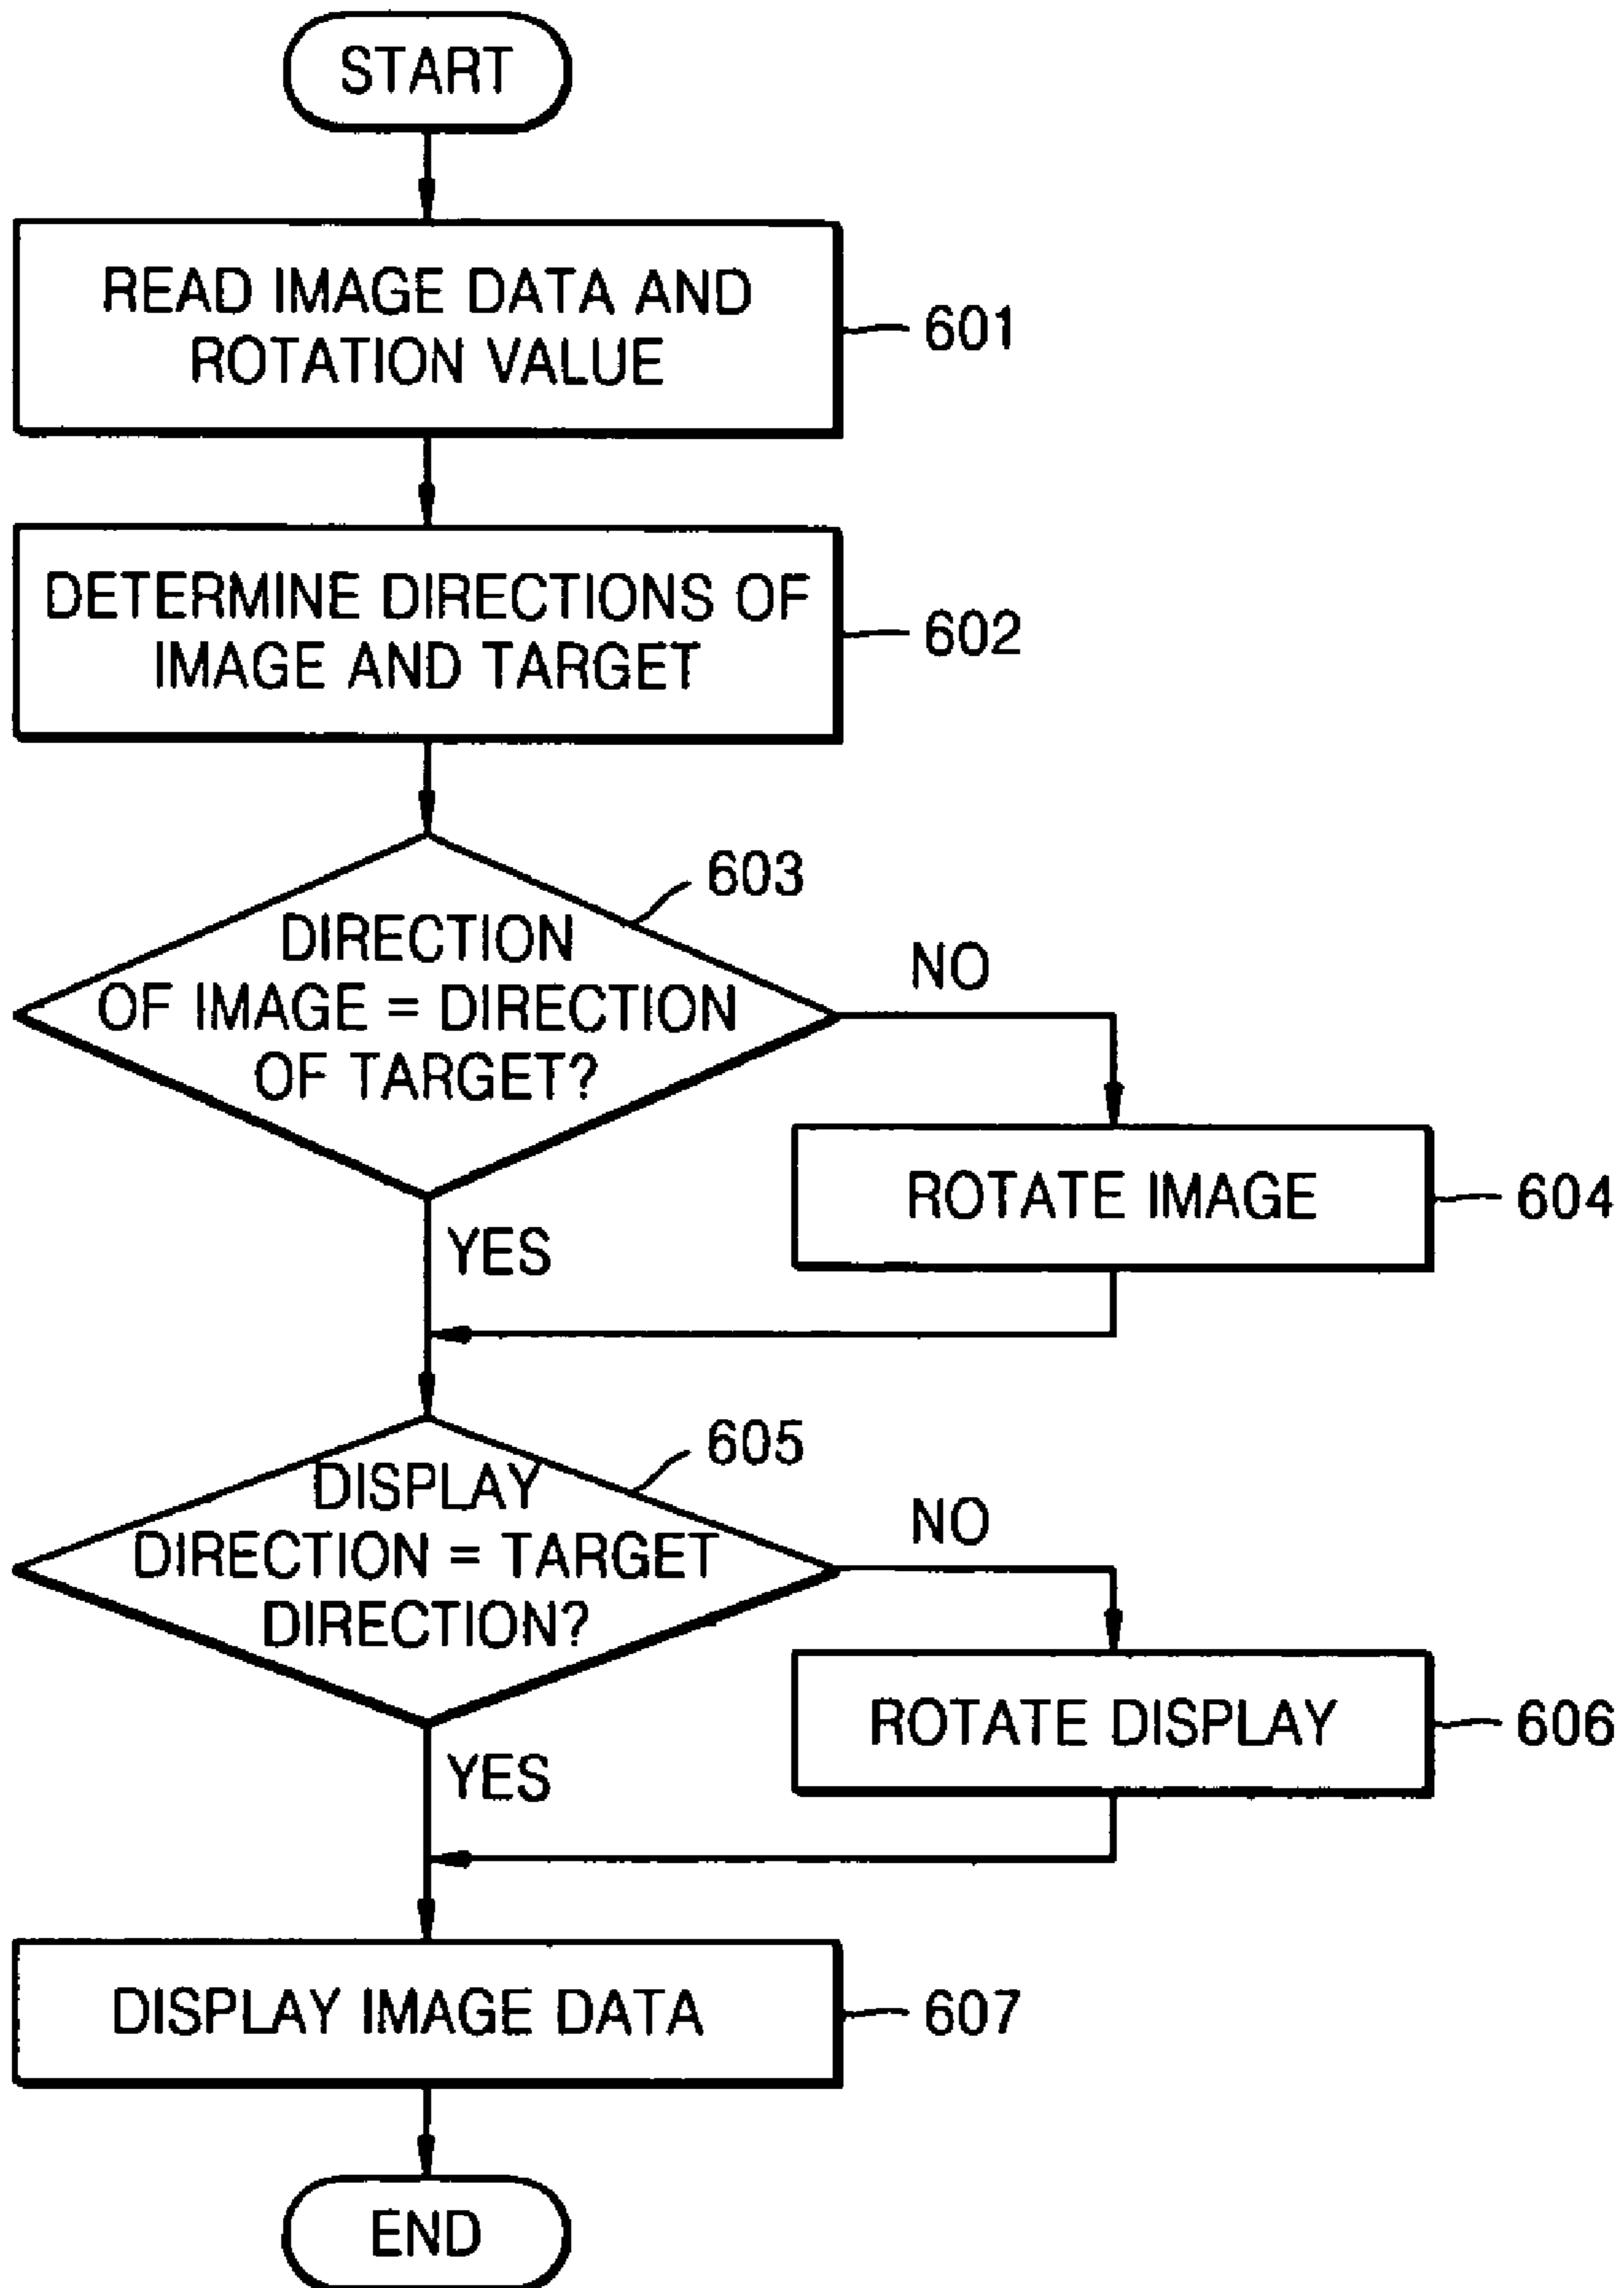 START
READ IMAGE DATA AND
ROTATION VALUE
601
DETERMINE DIRECTIONS OF
IMAGE AND TARGET
602
603
DIRECTION
OF IMAGE = DIRECTION
OF TARGET?
NO
ROTATE IMAGE
604
YES
605
DISPLAY
DIRECTION = TARGET
DIRECTION?
NO
ROTATE DISPLAY
606
YES
DISPLAY IMAGE DATA
607
END